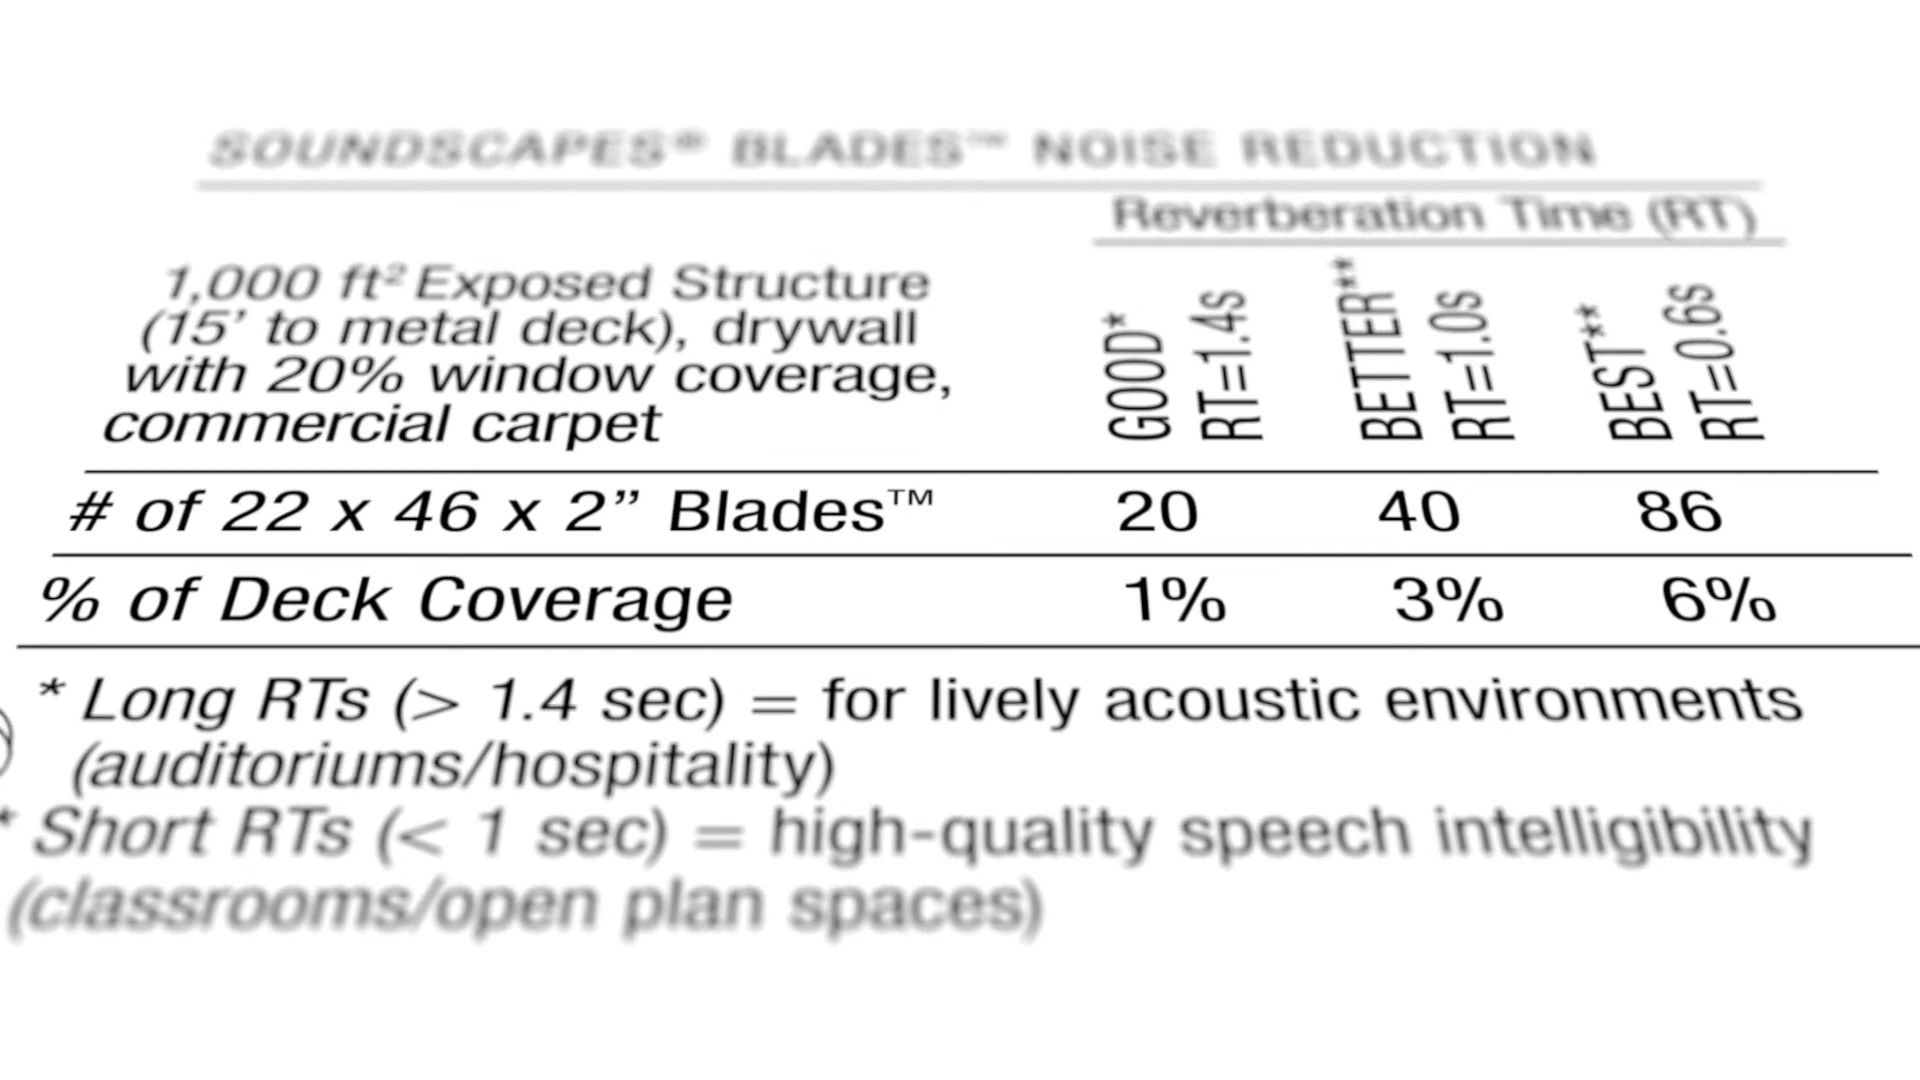 SOUNDSCAPES® BLADES™ NOISE REDUCTION
Reverberation Time (RT)
1,000 ft² Exposed Structure
(15’ to metal deck), drywall
with 20% window coverage,
commercial carpet
GOOD*
RT=1.4s
BETTER**
RT=1.0s
BEST**
RT=0.6s
# of 22 x 46 x 2” Blades™ 20 40 86
% of Deck Coverage 1% 3% 6%
* Long RTs (> 1.4 sec) = for lively acoustic environments
(auditoriums/hospitality)
* Short RTs (< 1 sec) = high-quality speech intelligibility
(classrooms/open plan spaces)